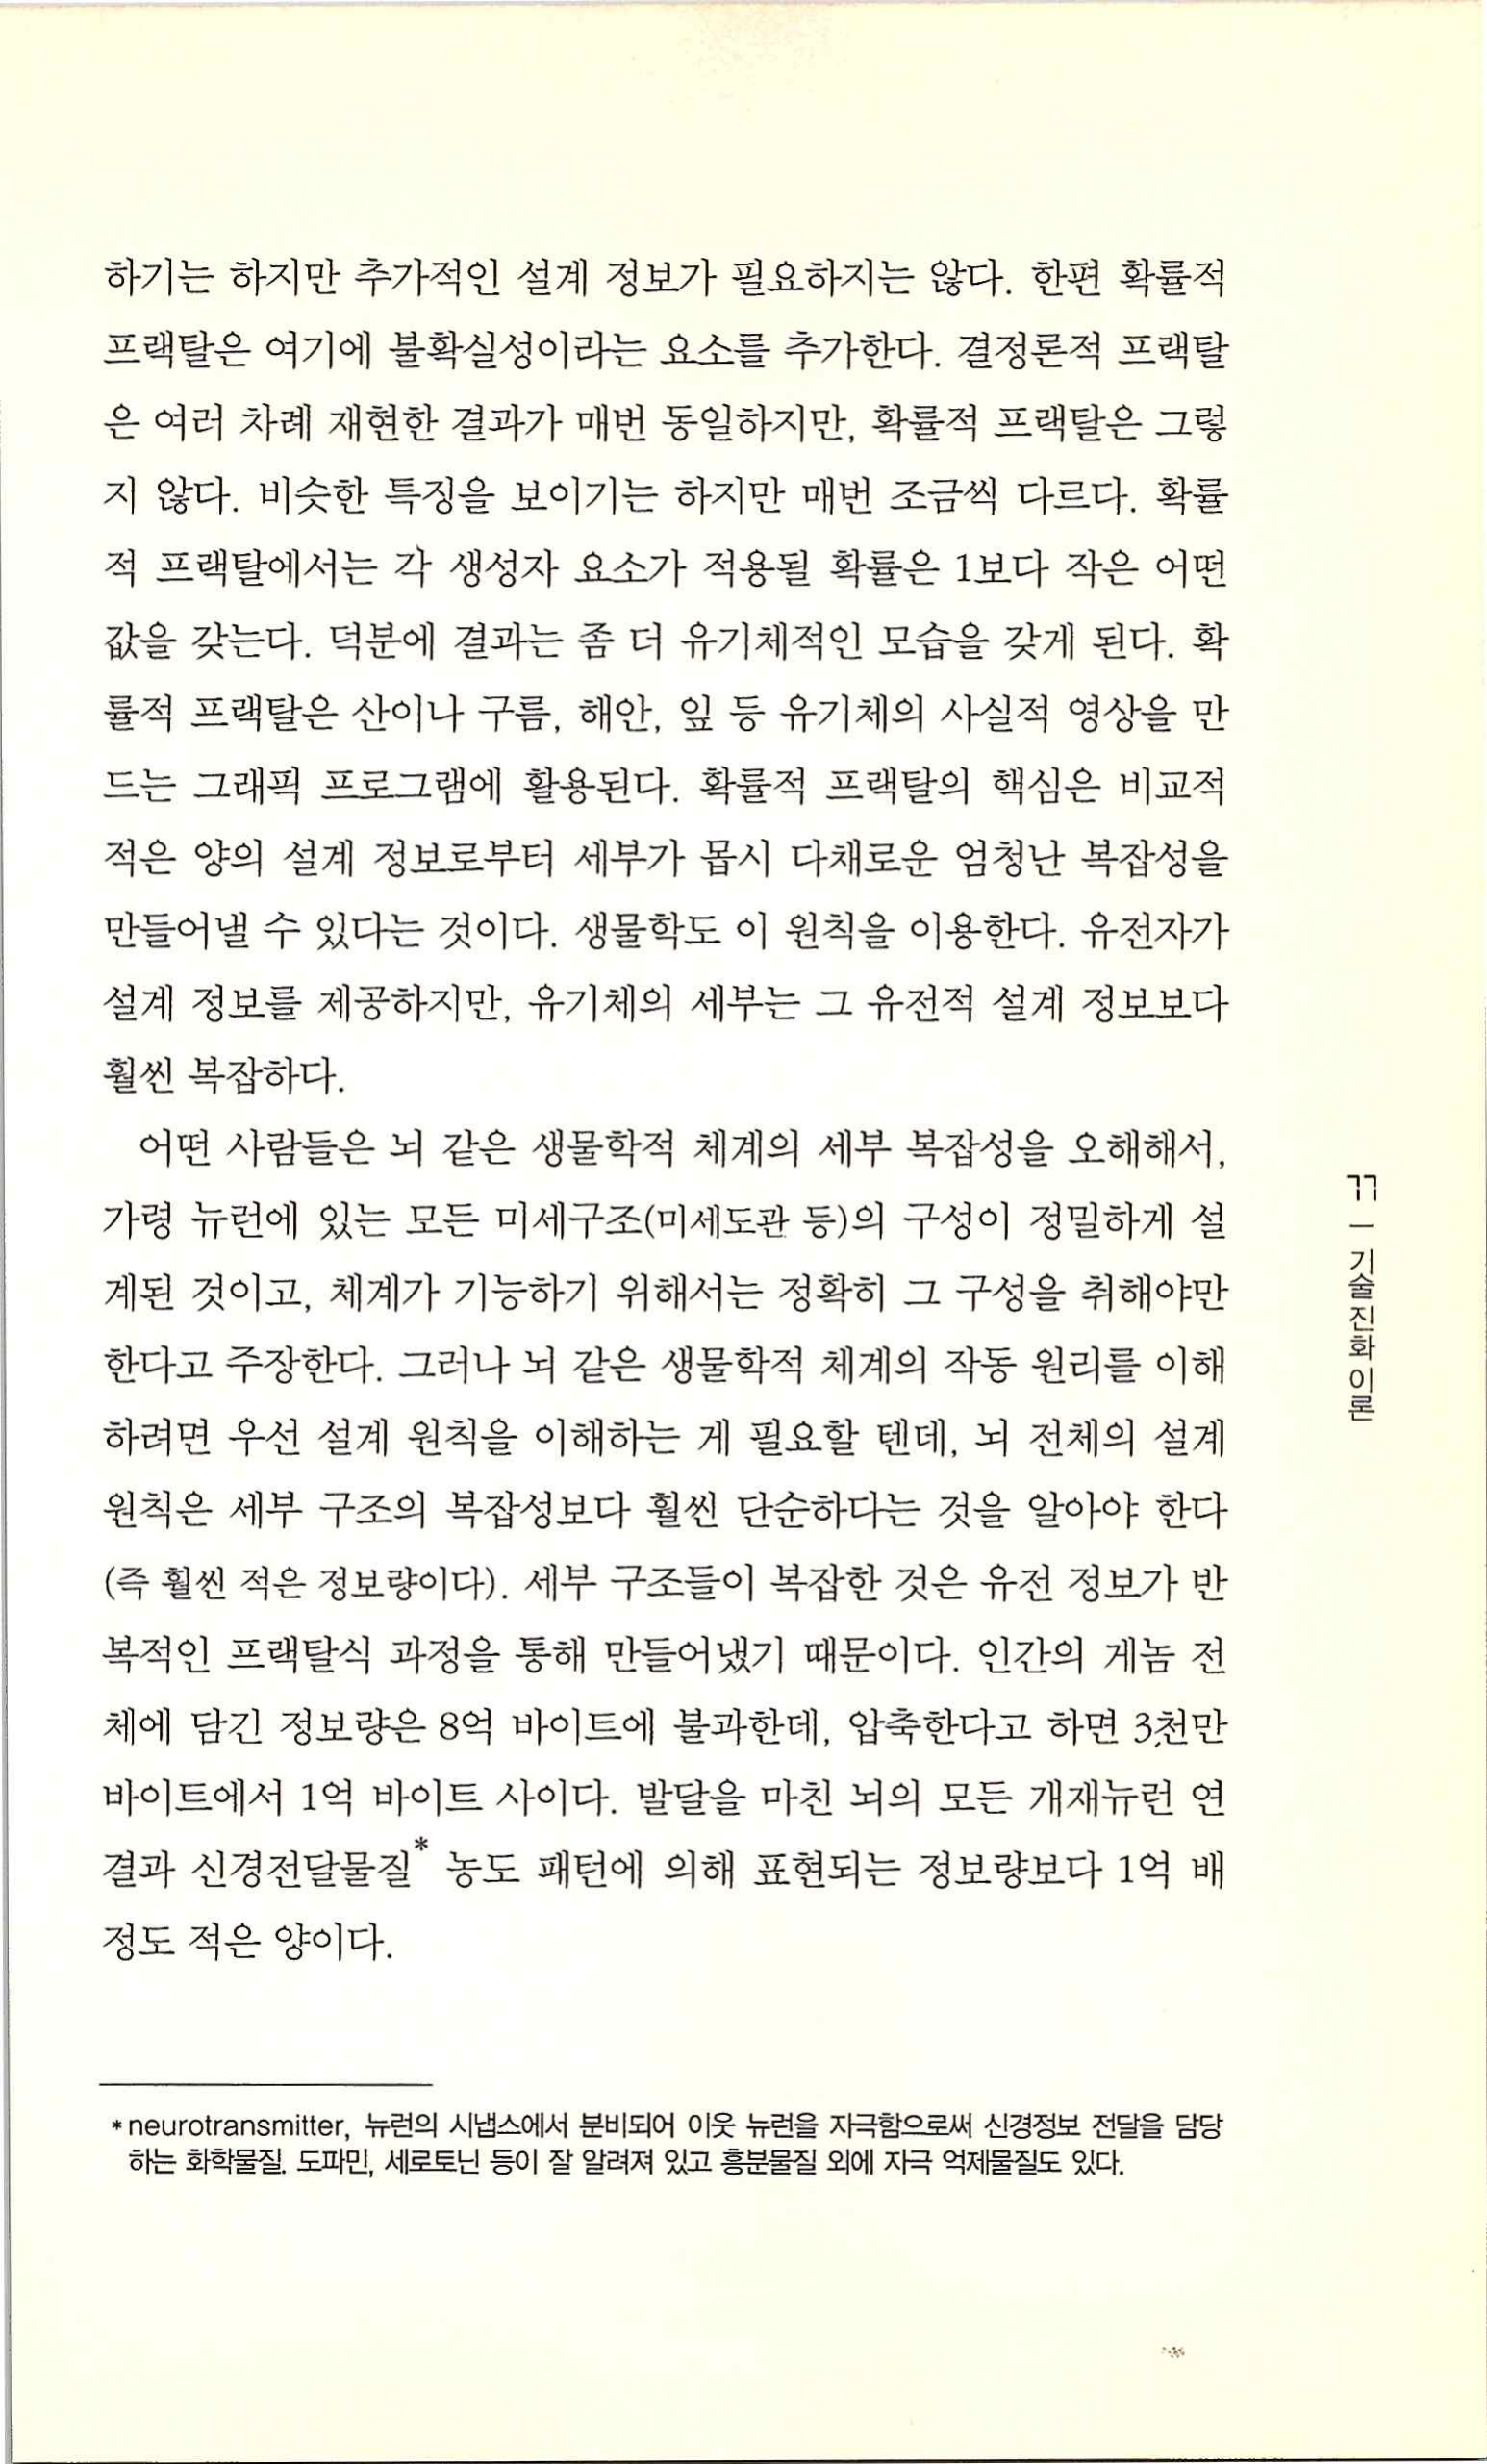 하기는 하지만 추가적인 설계 정보가 필요하지는 않다. 한편 확률적
프랙탈은 여기에 불확실성이라는 요소를 추가한다. 결정론적 프랙탈
은 여러 차례 재현한 결과가 매번 동일하지만, 확률적 프랙탈은 그렇
지 않다. 비슷한 특징을 보이기는 하지만 매번 조금씩 다르다. 확률
적 프랙탈에서는 각 생성자 요소가 적용될 확률은 1보다 작은 어떤
값을 갖는다. 덕분에 결과는 좀 더 유기체적인 모습을 갖게 된다. 확
률적 프랙탈은 산이나 구름, 해안, 잎 등 유기체의 사실적 영상을 만
드는 그래픽 프로그램에 활용된다. 확률적 프랙탈의 핵심은 비교적
적은 양의 설계 정보로부터 세부가 몹시 다채로운 엄청난 복잡성을
만들어낼 수 있다는 것이다. 생물학도 이 원칙을 이용한다. 유전자가
설계 정보를 제공하지만, 유기체의 세부는 그 유전적 설계 정보보다
훨씬 복잡하다.
어떤 사람들은 뇌 같은 생물학적 체계의 세부 복잡성을 오해해서,
가령 뉴런에 있는 모든 미세구조(미세도관 등)의 구성이 정밀하게 설
계된 것이고, 체계가 기능하기 위해서는 정확히 그 구성을 취해야만
한다고 주장한다. 그러나 뇌 같은 생물학적 체계의 작동 원리를 이해
하려면 우선 설계 원칙을 이해하는 게 필요할 텐데, 뇌 전체의 설계
원칙은 세부 구조의 복잡성보다 훨씬 단순하다는 것을 알아야 한다
(즉 훨씬 적은 정보량이다). 세부 구조들이 복잡한 것은 유전 정보가 반
복적인 프랙탈식 과정을 통해 만들어냈기 때문이다. 인간의 게놈 전
체에 담긴 정보량은 8억 바이트에 불과한데, 압축한다고 하면 3천만
바이트에서 1억 바이트 사이다. 발달을 마친 뇌의 모든 개재뉴런 연
결과 신경전달물질* 농도 패턴에 의해 표현되는 정보량보다 1억 배
정도 적은 양이다.
* neurotransmitter, 뉴런의 시냅스에서 분비되어 이웃 뉴런을 자극함으로써 신경정보 전달을 담당
하는 화학물질. 도파민, 세로토닌 등이 잘 알려져 있고 흥분물질 외에 자극 억제물질도 있다.
77 | 기술진화이론